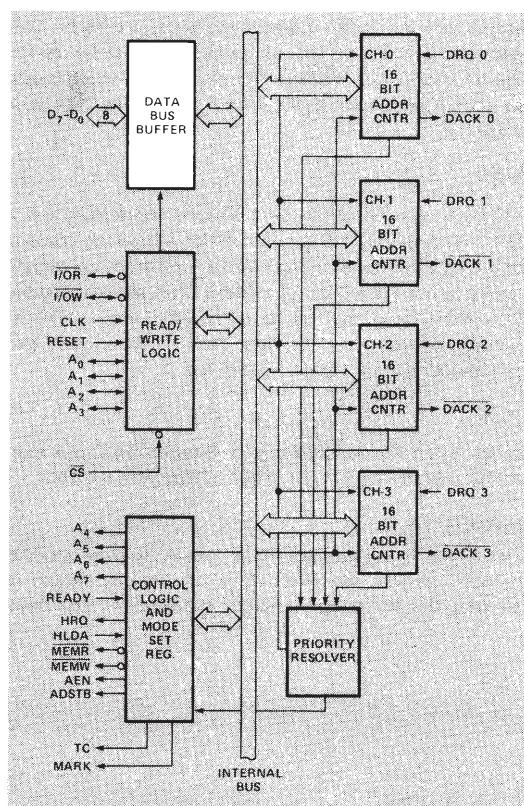 DATA
BUS
BUFFER
D7-D0
8
I/OR
I/OW
CLK
RESET
A0
A1
A2
A3
READ/
WRITE
LOGIC
CS
A4
A5
A6
A7
READY
HRQ
HLDA
MEMR
MEMW
AEN
ADSTB
CONTROL
LOGIC
AND
MODE
SET
REG.
TC
MARK
INTERNAL
BUS
CH-0
16
BIT
ADDR
CNTR
DRQ 0
DACK 0
CH-1
16
BIT
ADDR
CNTR
DRQ 1
DACK 1
CH-2
16
BIT
ADDR
CNTR
DRQ 2
DACK 2
CH-3
16
BIT
ADDR
CNTR
DRQ 3
DACK 3
PRIORITY
RESOLVER